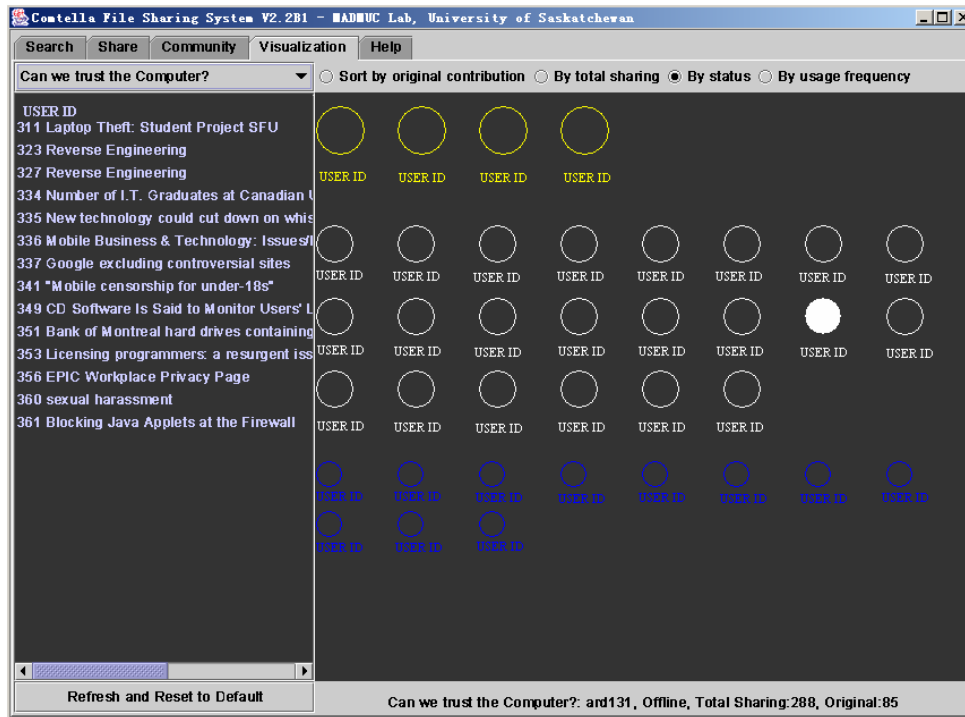 Comtella File Sharing System V2.2B1 - MADMUC Lab, University of Saskatchewan
Search Share Community Visualization Help
Can we trust the Computer? Sort by original contribution By total sharing By status By usage frequency
USER ID
311 Laptop Theft: Student Project SFU
323 Reverse Engineering
327 Reverse Engineering
334 Number of I.T. Graduates at Canadian U
335 New technology could cut down on whis
336 Mobile Business & Technology: Issues/I
337 Google excluding controversial sites
341 "Mobile censorship for under-18s"
349 CD Software Is Said to Monitor Users' L
351 Bank of Montreal hard drives containing
353 Licensing programmers: a resurgent iss
356 EPIC Workplace Privacy Page
360 sexual harassment
361 Blocking Java Applets at the Firewall
USER ID USER ID USER ID USER ID
USER ID USER ID USER ID USER ID USER ID USER ID USER ID USER ID
USER ID USER ID USER ID USER ID USER ID USER ID USER ID USER ID
USER ID USER ID USER ID USER ID USER ID USER ID
USER ID USER ID USER ID USER ID USER ID USER ID USER ID USER ID
USER ID USER ID USER ID
Refresh and Reset to Default
Can we trust the Computer?: ard131, Offline, Total Sharing:288, Original:85